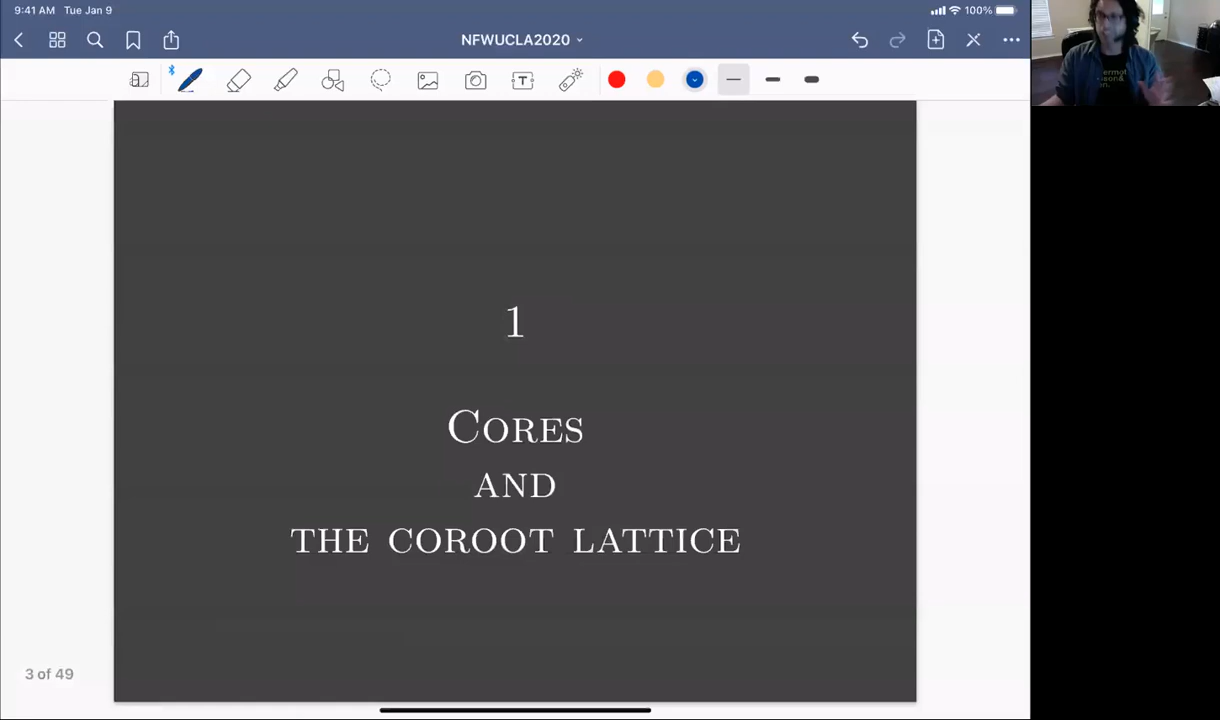 9:41 AM Tue Jan 9
100%
NFWUCLA2020
1
CORES
AND
THE COROOT LATTICE
3 of 49